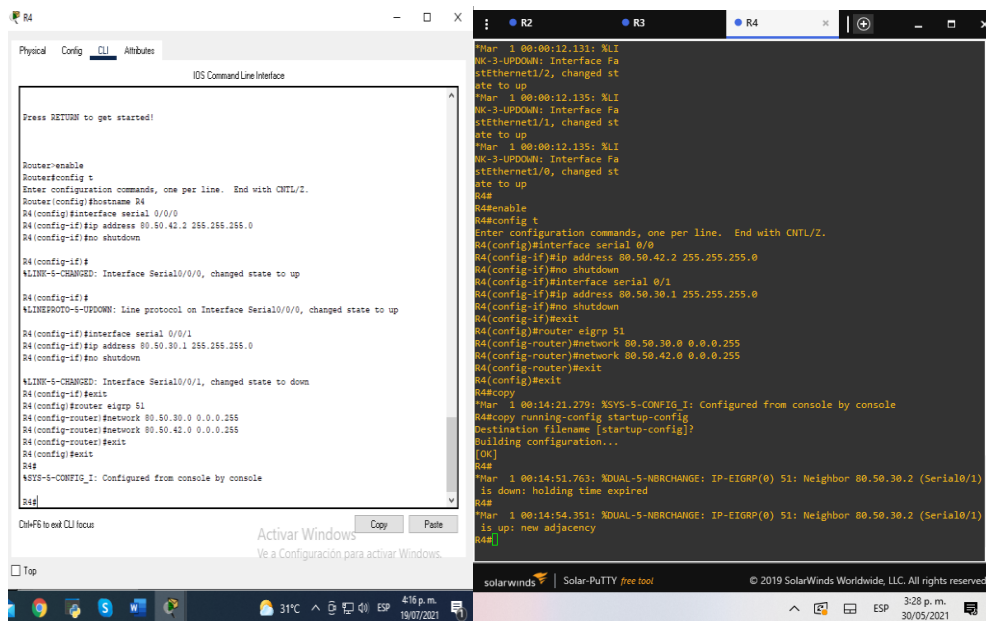 R4
Physical Config CLI Attributes
IOS Command Line Interface
Press RETURN to get started!
Router>enable
Router#config t
Enter configuration commands, one per line.  End with CNTL/Z.
Router(config)#hostname R4
R4(config)#interface serial 0/0/0
R4(config-if)#ip address 80.50.42.2 255.255.255.0
R4(config-if)#no shutdown
R4(config-if)#
%LINK-5-CHANGED: Interface Serial0/0/0, changed state to up
R4(config-if)#
%LINEPROTO-5-UPDOWN: Line protocol on Interface Serial0/0/0, changed state to up
R4(config-if)#interface serial 0/0/1
R4(config-if)#ip address 80.50.30.1 255.255.255.0
R4(config-if)#no shutdown
%LINK-5-CHANGED: Interface Serial0/0/1, changed state to down
R4(config-if)#exit
R4(config)#router eigrp 51
R4(config-router)#network 80.50.30.0 0.0.0.255
R4(config-router)#network 80.50.42.0 0.0.0.255
R4(config-router)#exit
R4(config)#exit
R4#
%SYS-5-CONFIG_I: Configured from console by console
R4#
Ctrl+F6 to exit CLI focus
Copy Paste
Activar Windows
Ve a Configuración para activar Windows.
Top
31°C ESP 4:16 p. m.
19/07/2021
R2 R3 R4
*Mar  1 00:00:12.131: %LI
NK-3-UPDOWN: Interface Fa
stEthernet1/2, changed st
ate to up
*Mar  1 00:00:12.135: %LI
NK-3-UPDOWN: Interface Fa
stEthernet1/1, changed st
ate to up
*Mar  1 00:00:12.135: %LI
NK-3-UPDOWN: Interface Fa
stEthernet1/0, changed st
ate to up
R4#
R4#enable
R4#config t
Enter configuration commands, one per line.  End with CNTL/Z.
R4(config)#interface serial 0/0
R4(config-if)#ip address 80.50.42.2 255.255.255.0
R4(config-if)#no shutdown
R4(config-if)#interface serial 0/1
R4(config-if)#ip address 80.50.30.1 255.255.255.0
R4(config-if)#no shutdown
R4(config-if)#exit
R4(config)#router eigrp 51
R4(config-router)#network 80.50.30.0 0.0.0.255
R4(config-router)#network 80.50.42.0 0.0.0.255
R4(config-router)#exit
R4(config)#exit
R4#copy
*Mar  1 00:14:21.279: %SYS-5-CONFIG_I: Configured from console by console
R4#copy running-config startup-config
Destination filename [startup-config]?
Building configuration...
[OK]
R4#
*Mar  1 00:14:51.763: %DUAL-5-NBRCHANGE: IP-EIGRP(0) 51: Neighbor 80.50.30.2 (Serial0/1)
is down: holding time expired
R4#
*Mar  1 00:14:54.351: %DUAL-5-NBRCHANGE: IP-EIGRP(0) 51: Neighbor 80.50.30.2 (Serial0/1)
is up: new adjacency
R4#
solarwinds Solar-PuTTY free tool © 2019 SolarWinds Worldwide, LLC. All rights reserved
ESP 3:28 p. m.
30/05/2021